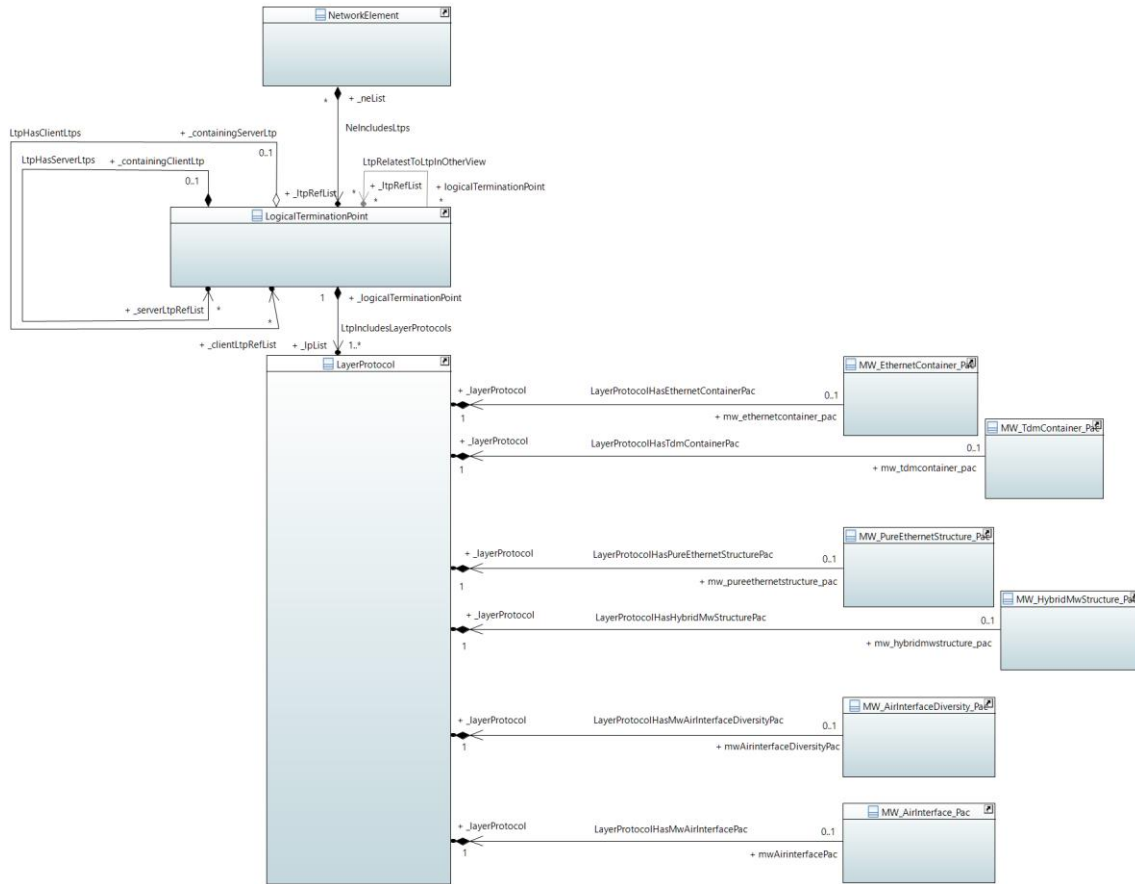 NetworkElement
* + _neList
NeIncludesLtps
LtpHasClientLtps + _containingServerLtp
0..1
LtpHasServerLtps + _containingClientLtp
0..1
LtpRelatestToLtpInOtherView
+ _ltpRefList + logicalTerminationPoint
+ _ltpRefList * * *
LogicalTerminationPoint
1 + _logicalTerminationPoint
+ _serverLtpRefList *
*
LtpIncludesLayerProtocols
+ _clientLtpRefList + _lpList 1..*
LayerProtocol
MW_EthernetContainer_Pac
+ _layerProtocol LayerProtocolHasEthernetContainerPac 0..1
1 + mw_ethernetcontainer_pac
MW_TdmContainer_Pac
+ _layerProtocol LayerProtocolHasTdmContainerPac 0..1
1 + mw_tdmcontainer_pac
MW_PureEthernetStructure_Pac
+ _layerProtocol LayerProtocolHasPureEthernetStructurePac 0..1
1 + mw_pureethernetstructure_pac
MW_HybridMwStructure_Pac
+ _layerProtocol LayerProtocolHasHybridMwStructurePac 0..1
1 + mw_hybridmwstructure_pac
MW_AirInterfaceDiversity_Pac
+ _layerProtocol LayerProtocolHasMwAirInterfaceDiversityPac 0..1
1 + mwAirinterfaceDiversityPac
MW_AirInterface_Pac
+ _layerProtocol LayerProtocolHasMwAirInterfacePac 0..1
1 + mwAirinterfacePac